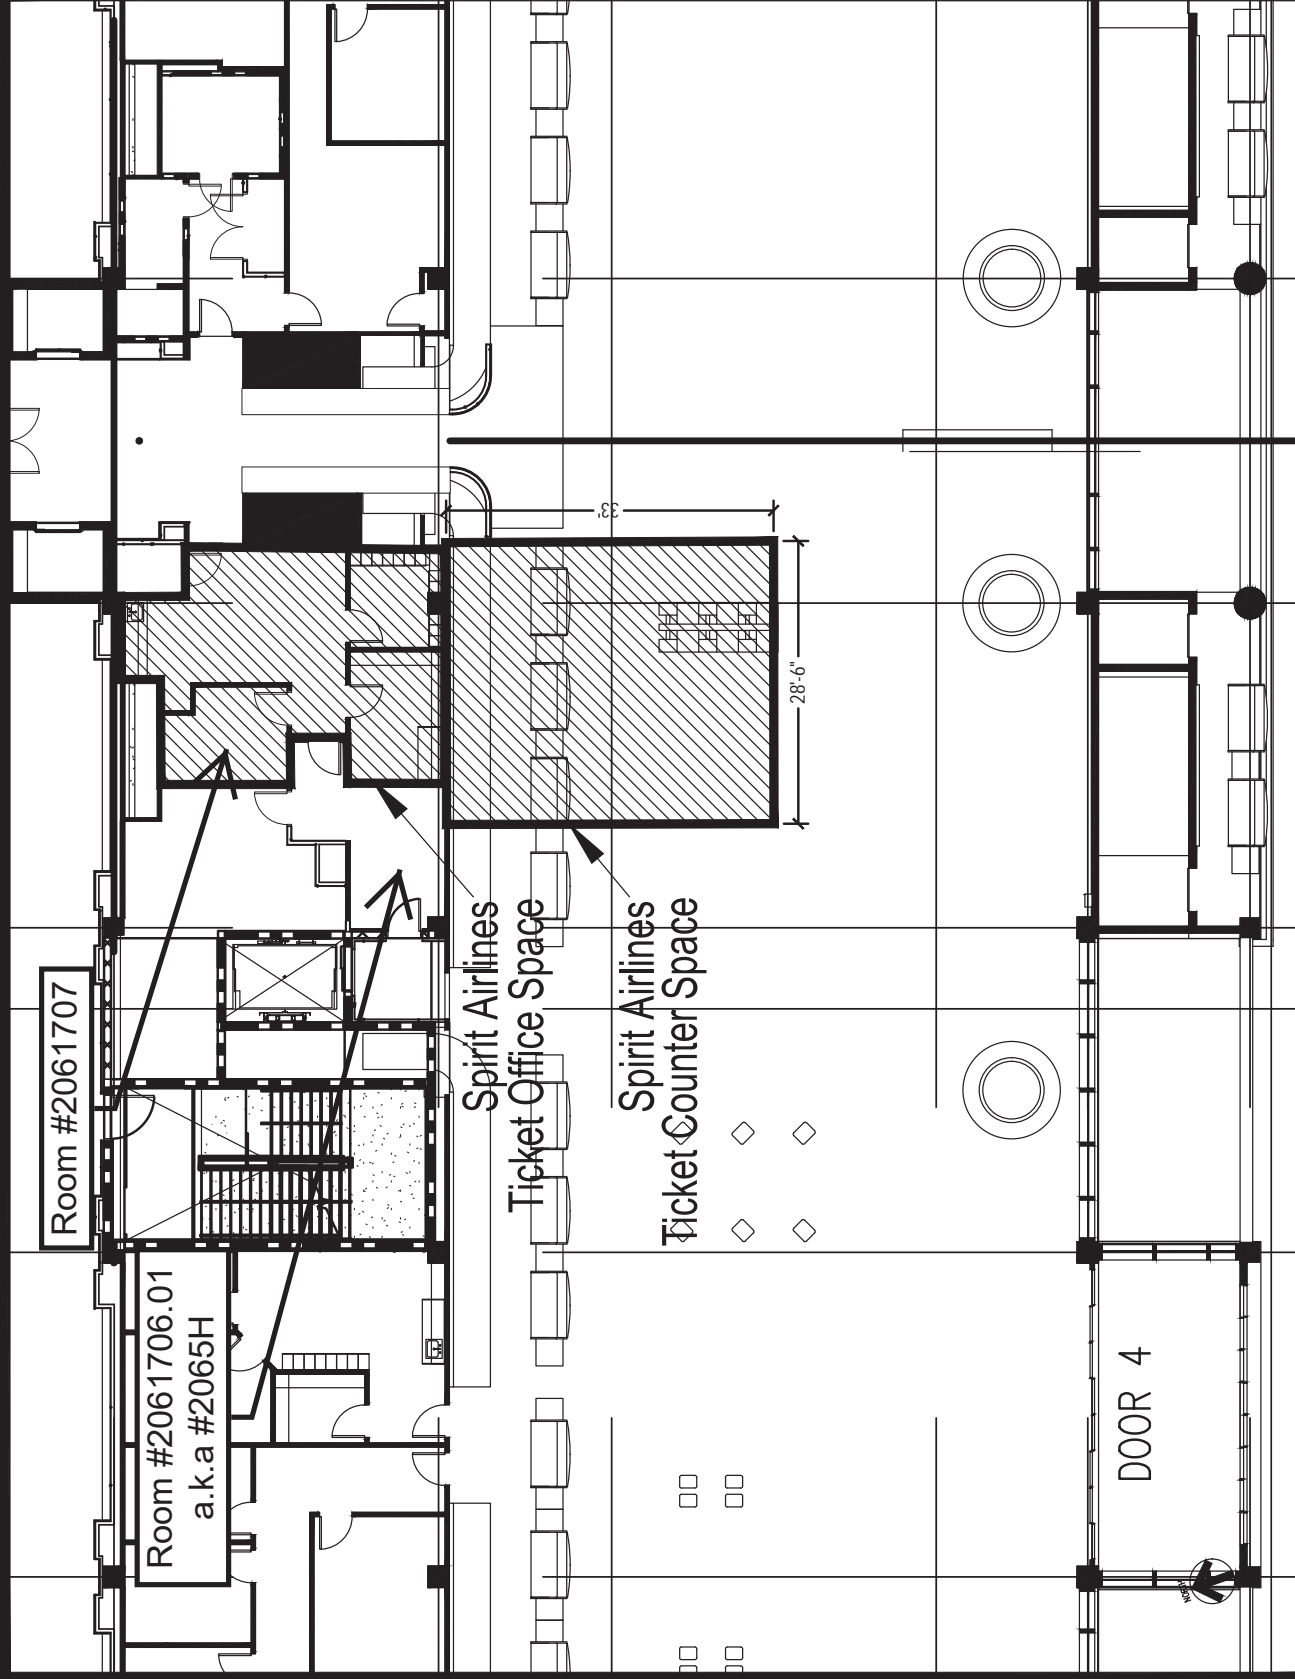 Room #2061707
Room #2061706.01
a.k.a #2065H
Spirit Airlines
Ticket Office Space
Spirit Airlines
Ticket Counter Space
33'
28'-6"
DOOR 4
NORTH